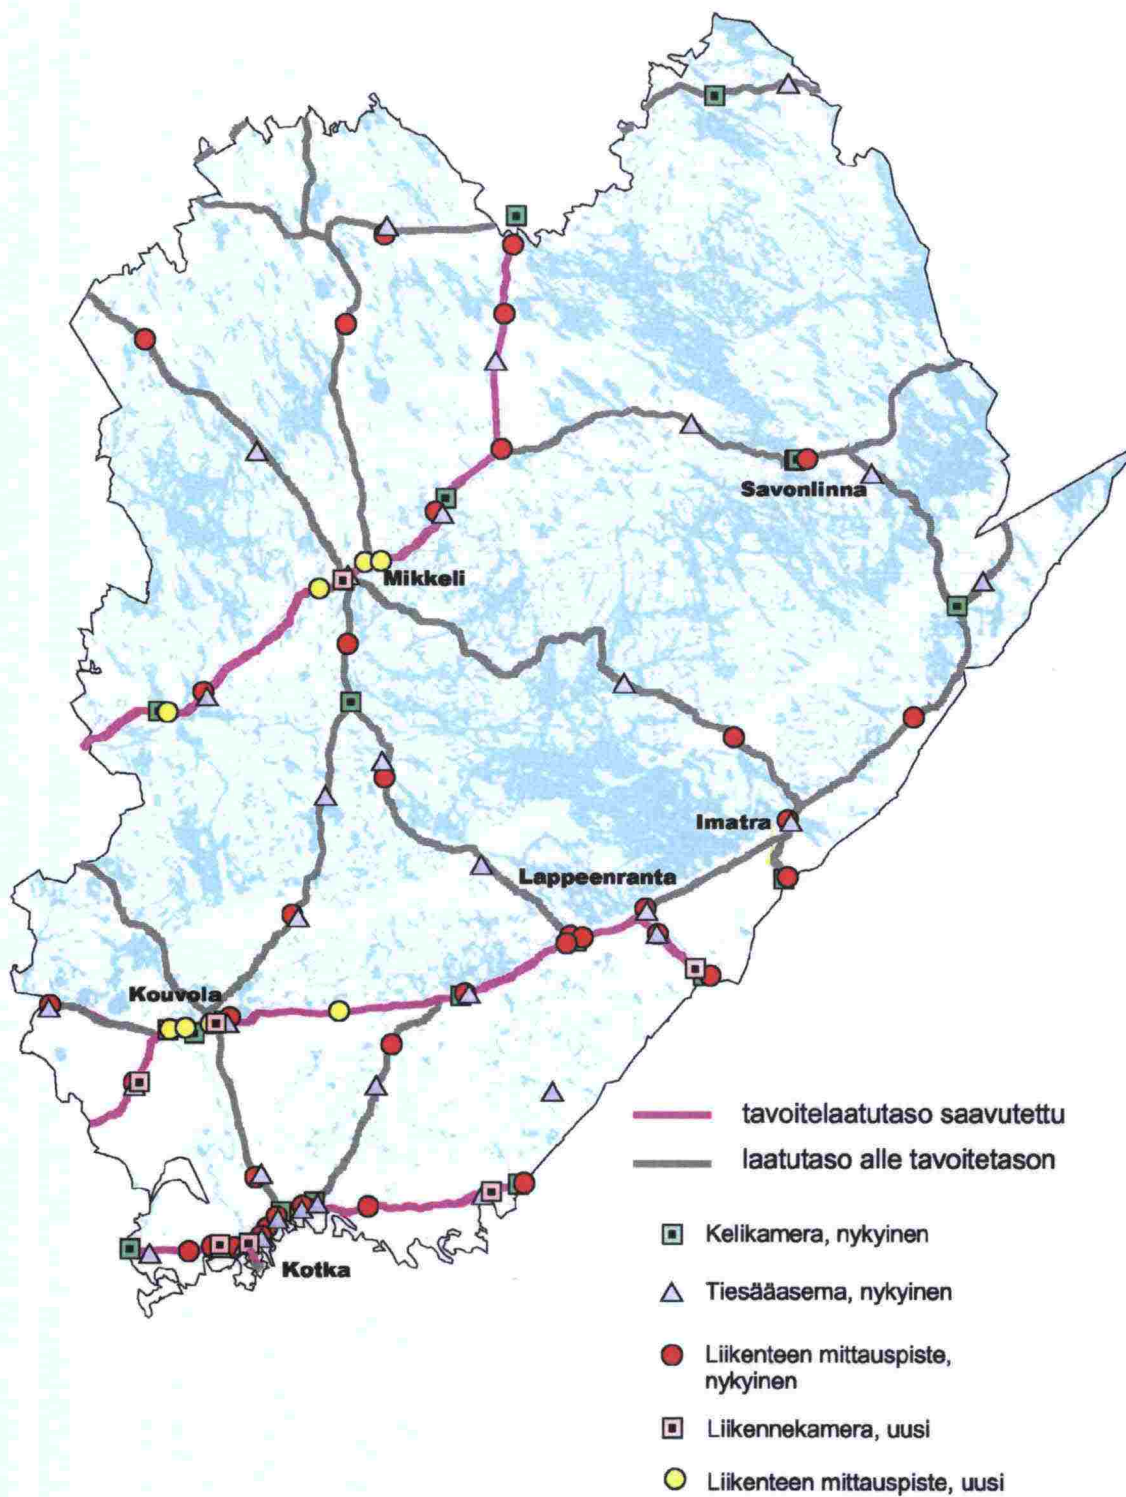 Savonlinna
Mikkeli
Imatra
Lappeenranta
Kouvola
Kotka
tavoitelaatutaso saavutettu
laatutaso alle tavoitetason
Kelikamera, nykyinen
Tiesääasema, nykyinen
Liikenteen mittauspiste,
nykyinen
Liikennekamera, uusi
Liikenteen mittauspiste, uusi